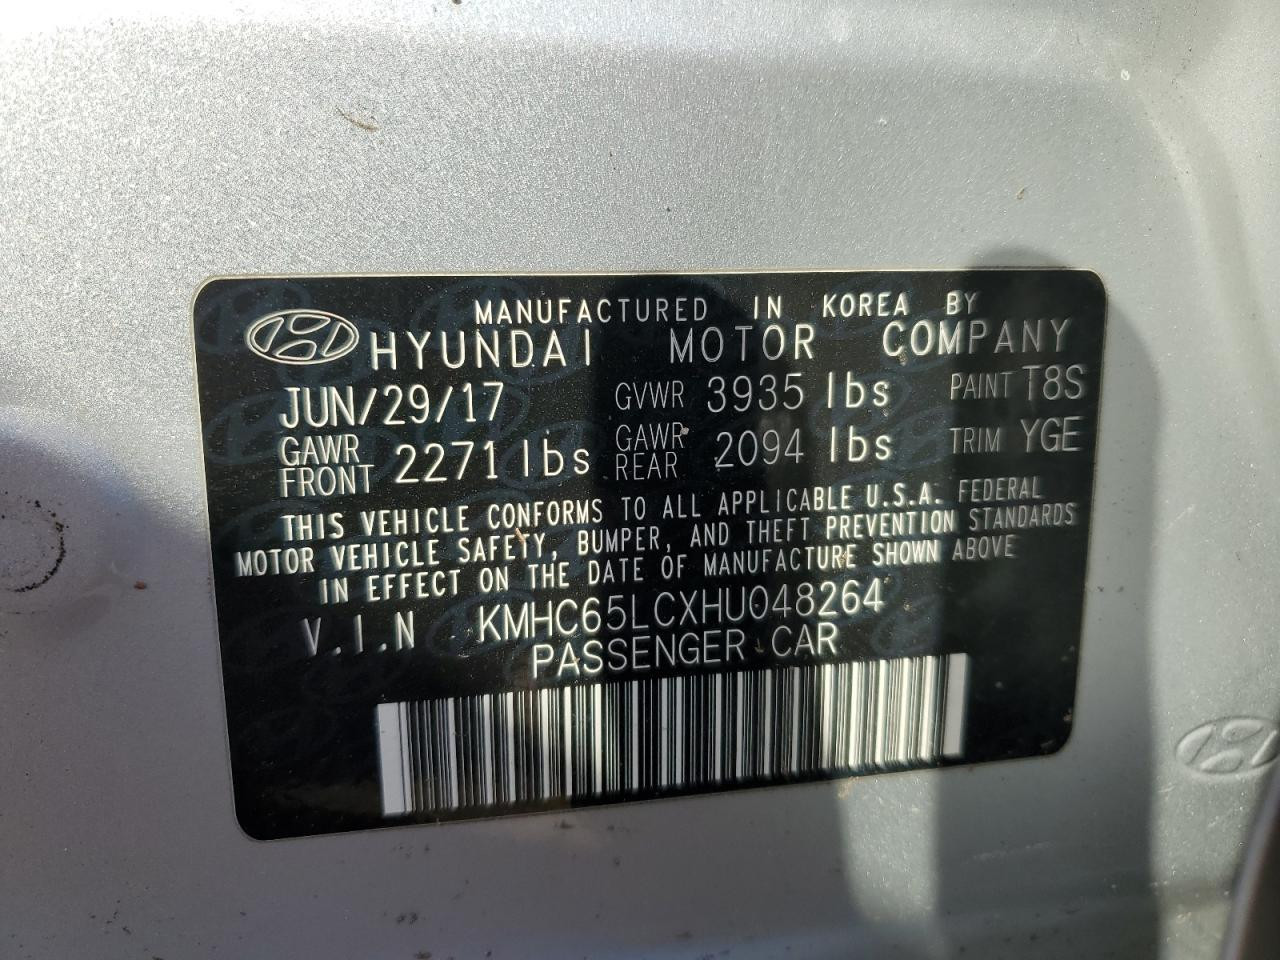 MANUFACTURED IN KOREA BY
HYUNDAI MOTOR COMPANY
JUN/29/17 GVWR 3935 lbs PAINT T8S
GAWR FRONT 2271 lbs GAWR REAR 2094 lbs TRIM YGE
THIS VEHICLE CONFORMS TO ALL APPLICABLE U.S.A. FEDERAL
MOTOR VEHICLE SAFETY, BUMPER, AND THEFT PREVENTION STANDARDS
IN EFFECT ON THE DATE OF MANUFACTURE SHOWN ABOVE
V.I.N KMHC65LCXHU048264
PASSENGER CAR